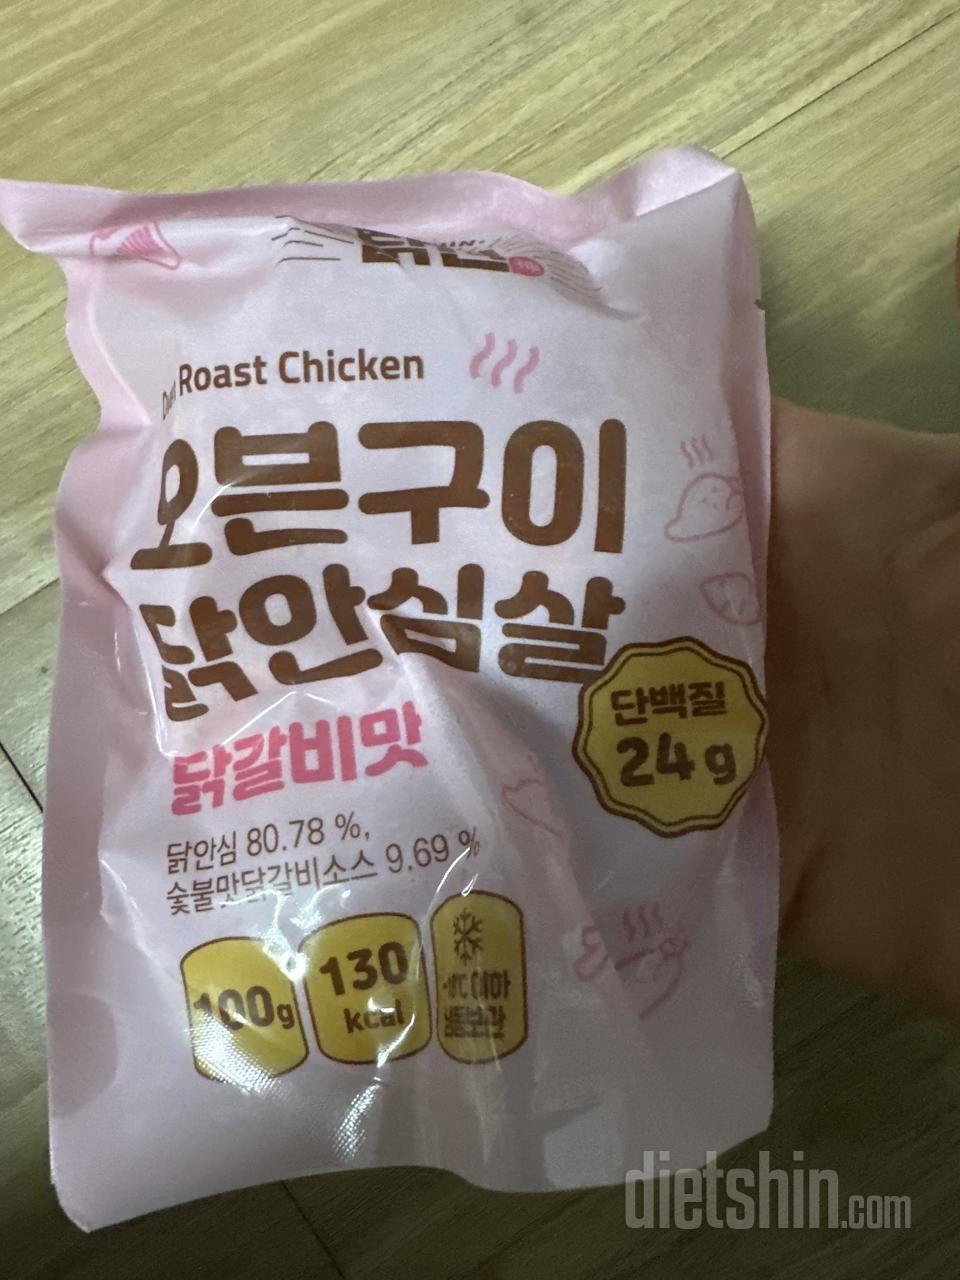 Roast Chicken
오븐구이
닭안심살
닭갈비맛
단백질
24g
닭안심 80.78 %,
숯불맛닭갈비소스 9.69 %
100g
130
kcal
이하
냉동보관
dietshin.com